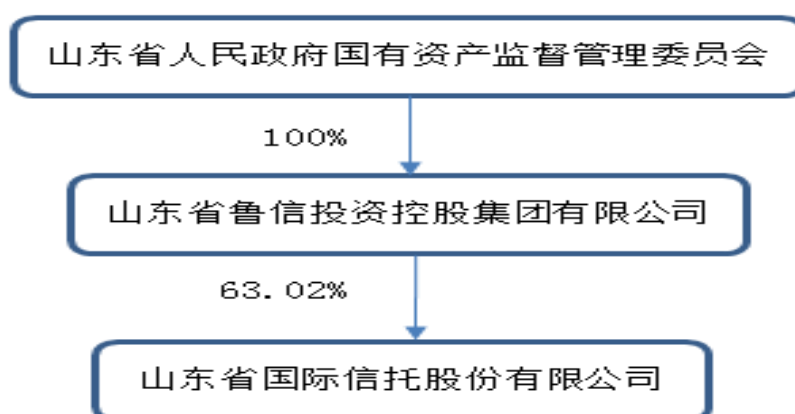 山东省人民政府国有资产监督管理委员会
100%
山东省鲁信投资控股集团有限公司
63.02%
山东省国际信托股份有限公司